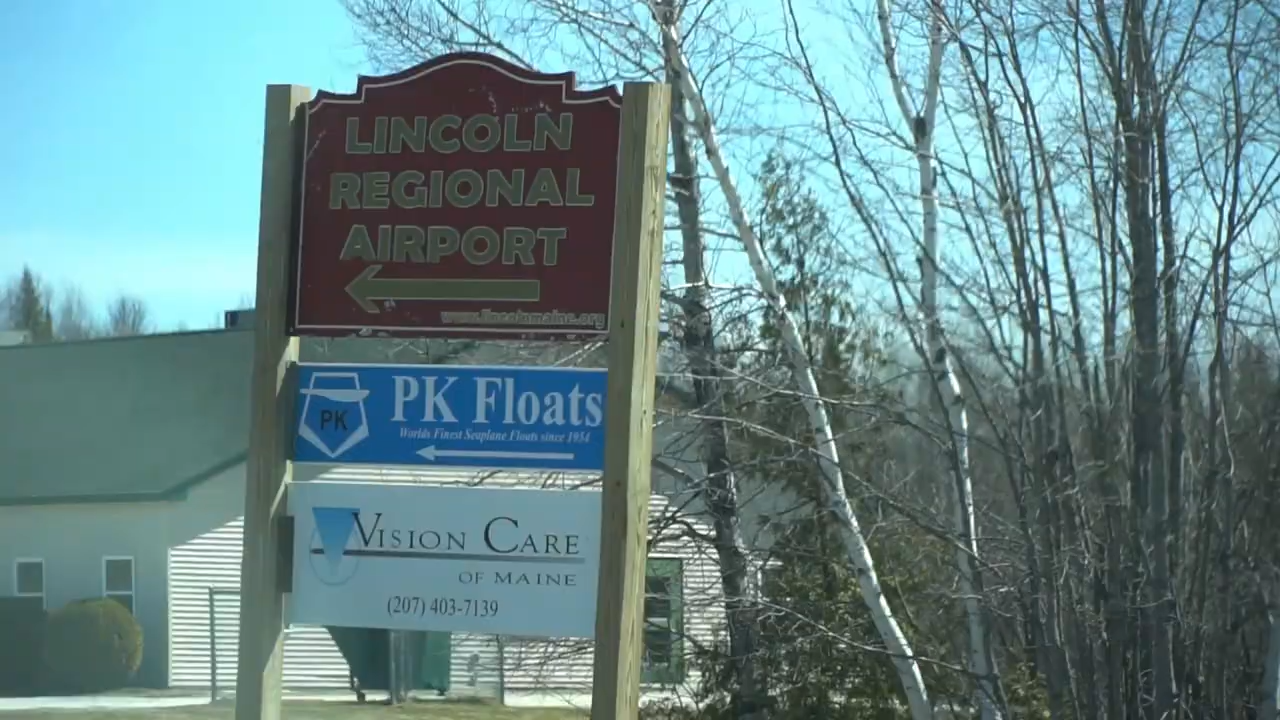 LINCOLN
REGIONAL
AIRPORT
www.lincolnmaine.org
PK
PK Floats
Worlds Finest Seaplane Floats since 1954
VISION CARE
OF MAINE
(207) 403-7139